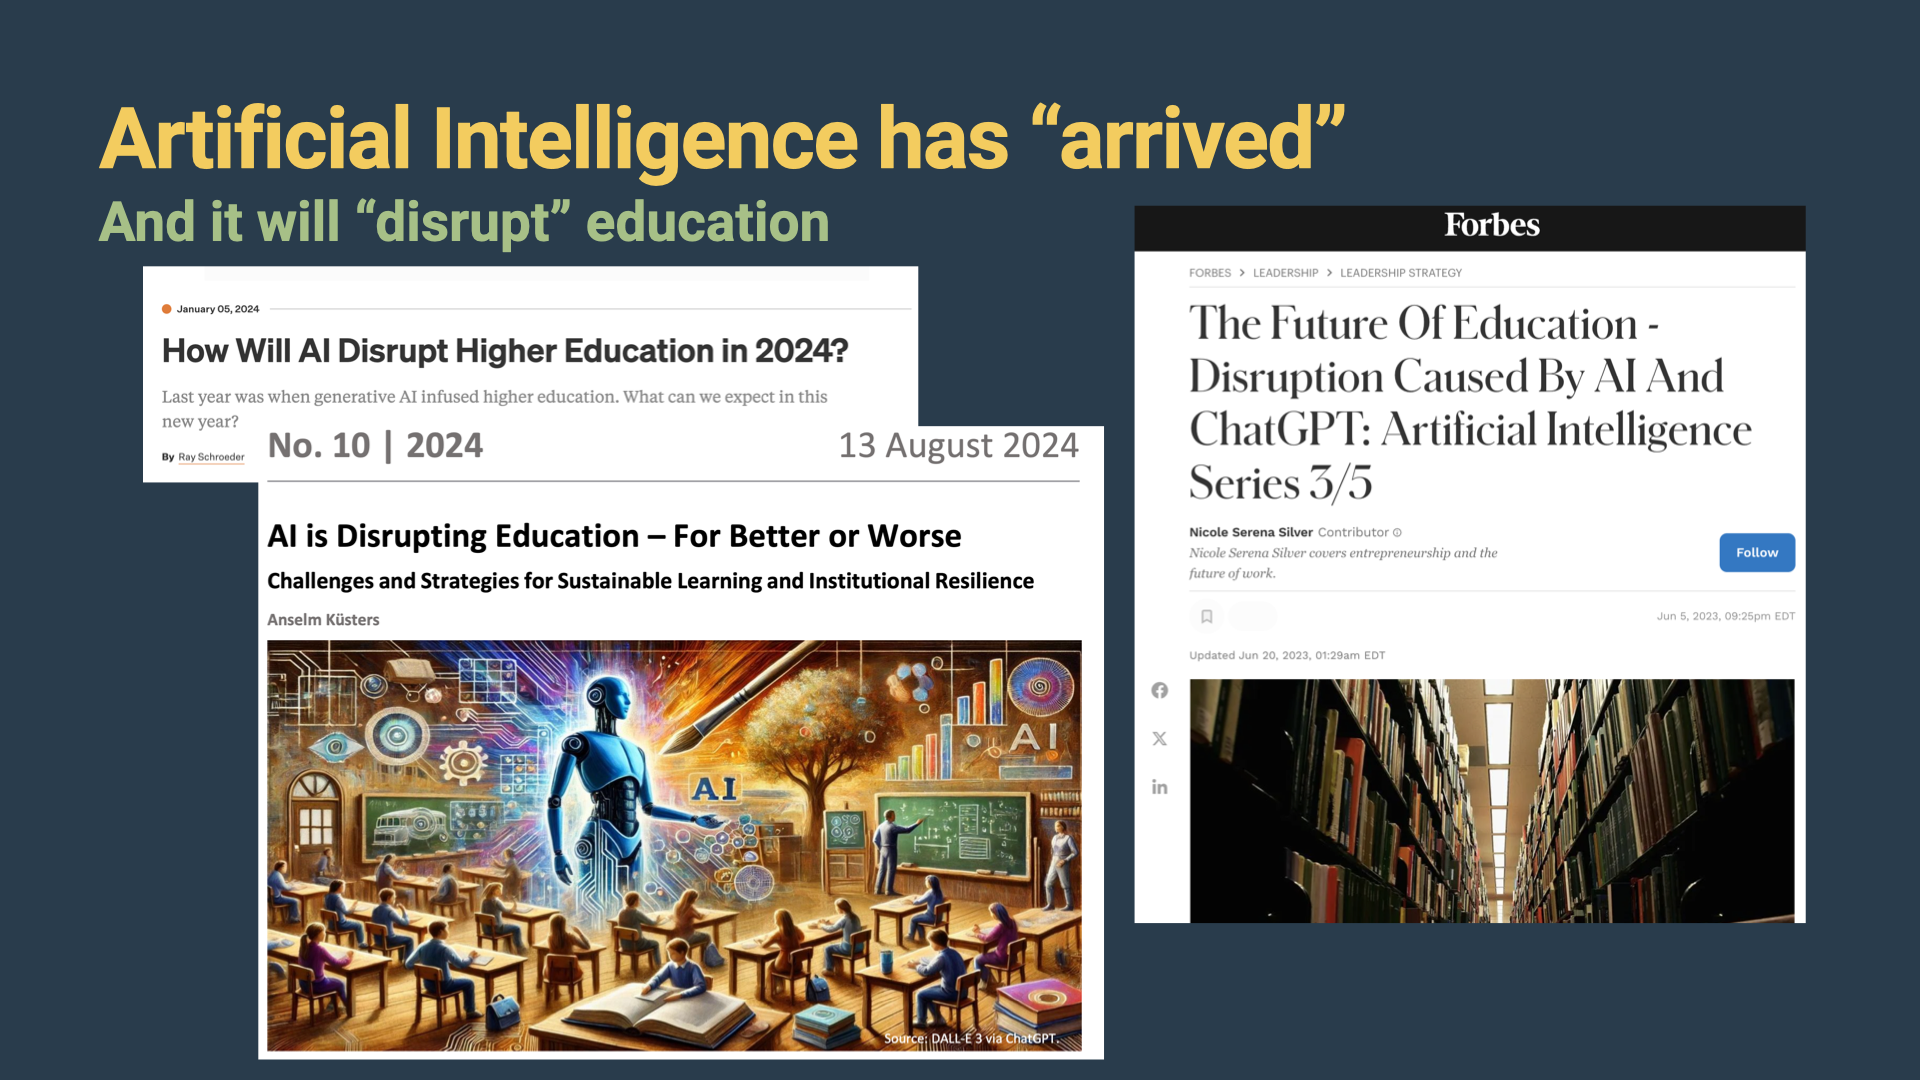 Artificial Intelligence has “arrived”
And it will “disrupt” education
January 05, 2024
How Will AI Disrupt Higher Education in 2024?
Last year was when generative AI infused higher education. What can we expect in this
new year?
By Ray Schroeder
No. 10 | 2024
13 August 2024
AI is Disrupting Education – For Better or Worse
Challenges and Strategies for Sustainable Learning and Institutional Resilience
Anselm Küsters
AI
AI
Source: DALL-E 3 via ChatGPT.
Forbes
FORBES > LEADERSHIP > LEADERSHIP STRATEGY
The Future Of Education -
Disruption Caused By AI And
ChatGPT: Artificial Intelligence
Series 3/5
Nicole Serena Silver Contributor
Nicole Serena Silver covers entrepreneurship and the
future of work.
Follow
Jun 5, 2023, 09:25pm EDT
Updated Jun 20, 2023, 01:29am EDT